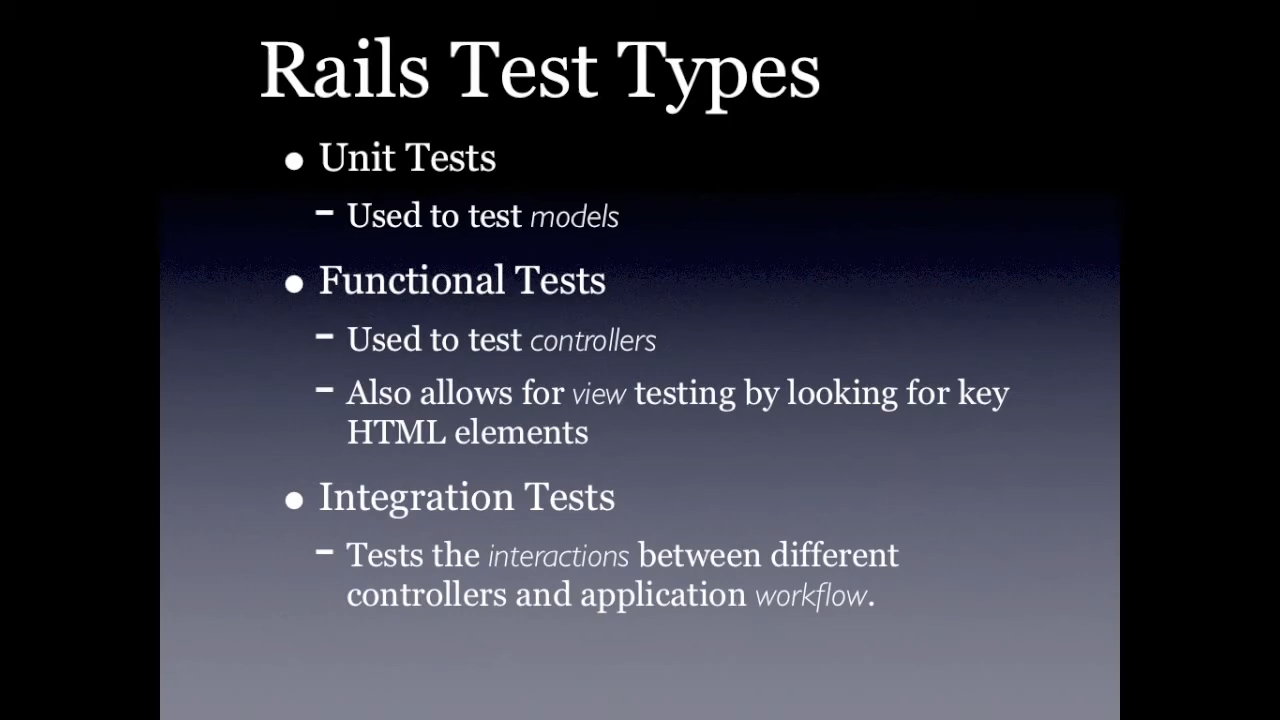 Rails Test Types
• Unit Tests
- Used to test models
• Functional Tests
- Used to test controllers
- Also allows for view testing by looking for key
HTML elements
• Integration Tests
- Tests the interactions between different
controllers and application workflow.